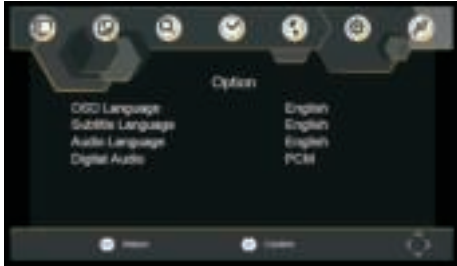 Option
OSD Language English
Subtitle Language English
Audio Language English
Digital Audio PCM